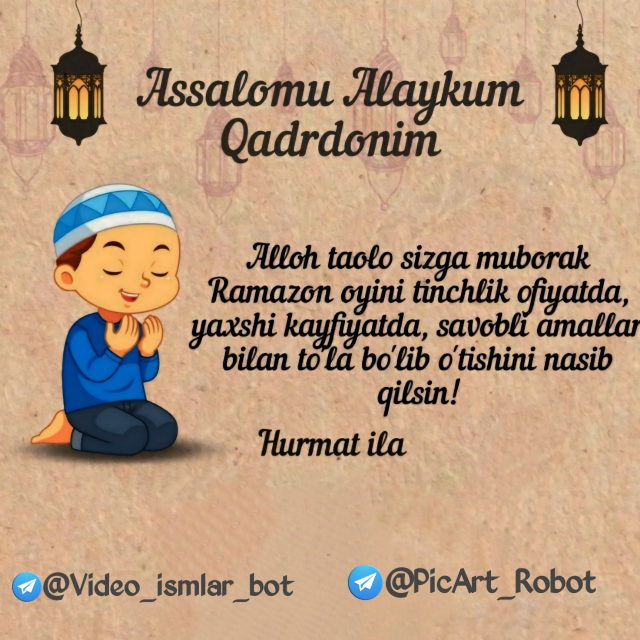 Assalomu Alaykum
Qadrdonim
Alloh taolo sizga muborak
Ramazon oyini tinchlik ofiyatda,
yaxshi kayfiyatda, savobli amallar
bilan to'la bo'lib o'tishini nasib
qilsin!
Hurmat ila
@Video_ismlar_bot
@PicArt_Robot